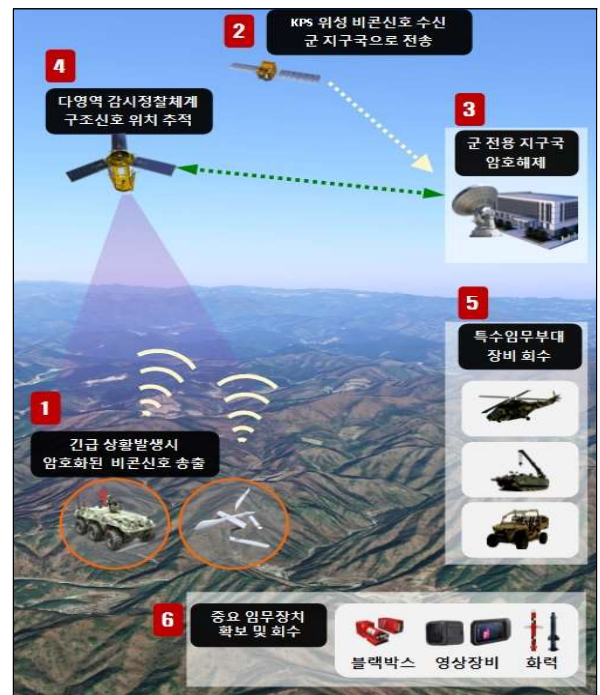 1
긴급 상황발생시
암호화된 비콘신호 송출
2
KPS 위성 비콘신호 수신
군 지구국으로 전송
3
군 전용 지구국
암호해제
4
다영역 감시정찰체계
구조신호 위치 추적
5
특수임무부대
장비 회수
6
중요 임무장치
확보 및 회수
블랙박스 영상장비 화력